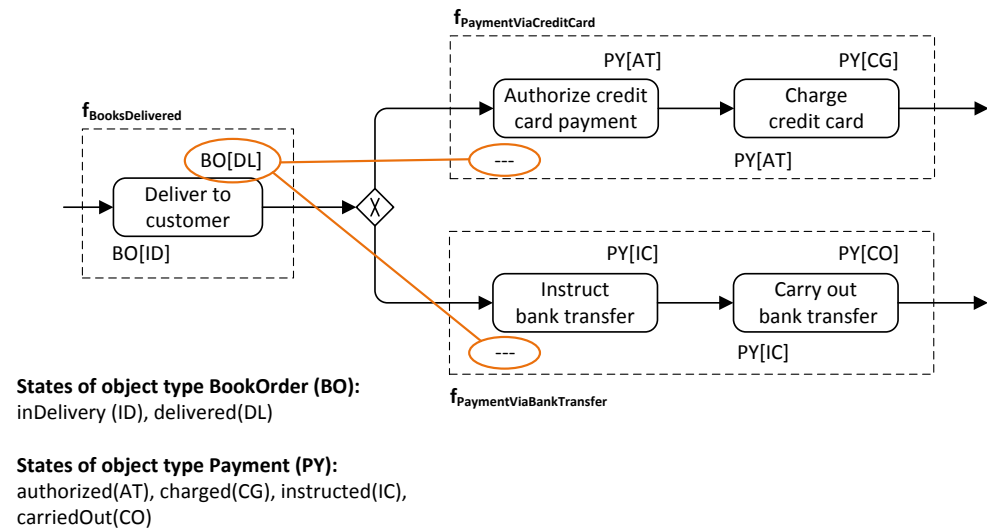 fPaymentViaCreditCard
PY[AT]
PY[CG]
Authorize credit
card payment
Charge
credit card
fBooksDelivered
BO[DL]
---
PY[AT]
Deliver to
customer
X
BO[ID]
PY[IC]
PY[CO]
Instruct
bank transfer
Carry out
bank transfer
---
PY[IC]
fPaymentViaBankTransfer
States of object type BookOrder (BO):
inDelivery (ID), delivered(DL)
States of object type Payment (PY):
authorized(AT), charged(CG), instructed(IC),
carriedOut(CO)